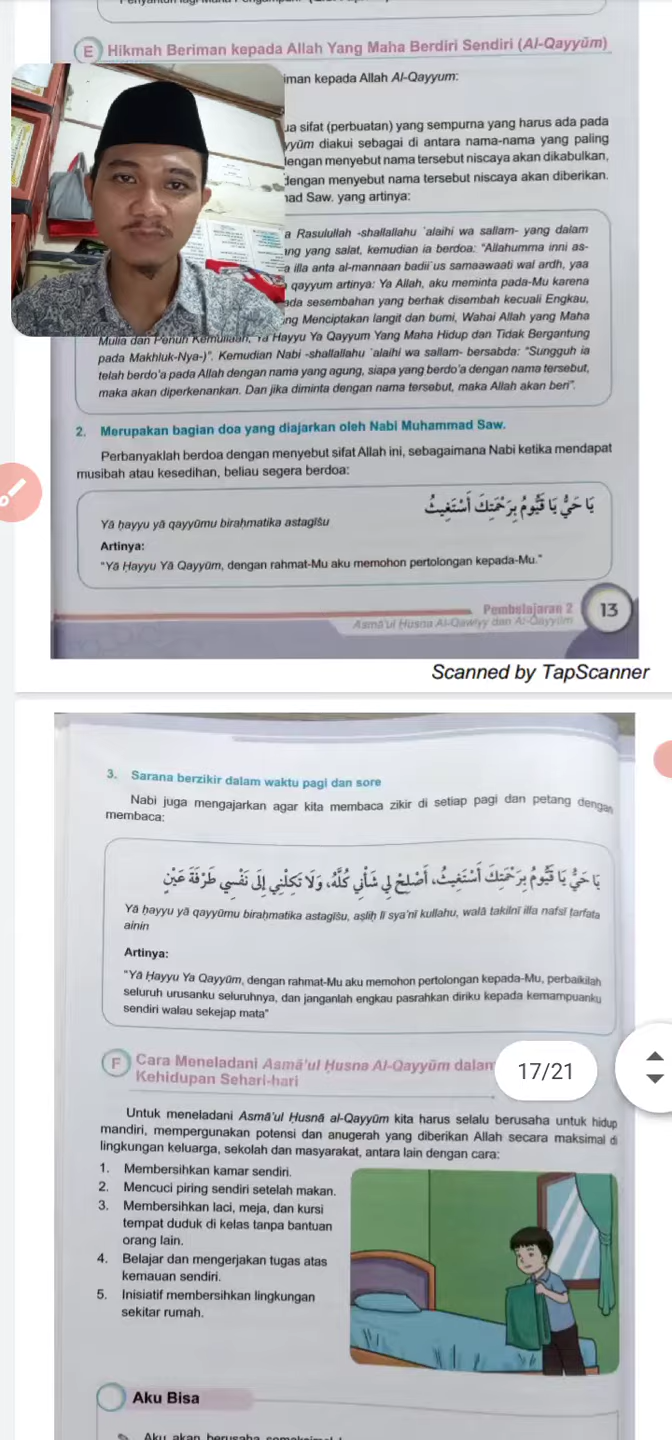 E Hikmah Beriman kepada Allah Yang Maha Berdiri Sendiri (Al-Qayyūm)
iman kepada Allah Al-Qayyum:
ua sifat (perbuatan) yang sempurna yang harus ada pada
yyūm diakui sebagai di antara nama-nama yang paling
dengan menyebut nama tersebut niscaya akan dikabulkan,
dengan menyebut nama tersebut niscaya akan diberikan.
ad Saw. yang artinya:
a Rasulullah -shallallahu `alaihi wa sallam- yang dalam
ang yang salat, kemudian ia berdoa: "Allahumma inni as-
a illa anta al-mannaan badii`us samaawaati wal ardh, yaa
qayyum artinya: Ya Allah, aku meminta pada-Mu karena
ada sesembahan yang berhak disembah kecuali Engkau,
ng Menciptakan langit dan bumi, Wahai Allah yang Maha
Mulia dan Penuh Kemuliaan, Ya Hayyu Ya Qayyum Yang Maha Hidup dan Tidak Bergantung
pada Makhluk-Nya-)". Kemudian Nabi -shallallahu `alaihi wa sallam- bersabda: "Sungguh ia
telah berdo'a pada Allah dengan nama yang agung, siapa yang berdo'a dengan nama tersebut,
maka akan diperkenankan. Dan jika diminta dengan nama tersebut, maka Allah akan beri".
2. Merupakan bagian doa yang diajarkan oleh Nabi Muhammad Saw.
Perbanyaklah berdoa dengan menyebut sifat Allah ini, sebagaimana Nabi ketika mendapat
musibah atau kesedihan, beliau segera berdoa:
يَا حَيُّ يَا قَيُّومُ بِرَحْمَتِكَ أَسْتَغِيثُ
Yā ḥayyu yā qayyūmu biraḥmatika astagīšu
Artinya:
"Yā Ḥayyu Yā Qayyūm, dengan rahmat-Mu aku memohon pertolongan kepada-Mu."
Pembelajaran 2 13
Asmā'ul Ḥusna Al-Qawiyy dan Al-Qayyūm
Scanned by TapScanner
3. Sarana berzikir dalam waktu pagi dan sore
Nabi juga mengajarkan agar kita membaca zikir di setiap pagi dan petang dengan
membaca:
يَا حَيُّ يَا قَيُّومُ بِرَحْمَتِكَ أَسْتَغِيثُ، أَصْلِحْ لِي شَأْنِي كُلَّهُ، وَلَا تَكِلْنِي إِلَى نَفْسِي طَرْفَةَ عَيْنٍ
Yā ḥayyu yā qayyūmu biraḥmatika astagīšu, aṣliḥ lī sya'nī kullahu, walā takilnī illa nafsī ṭarfata
ainin
Artinya:
"Yā Ḥayyu Ya Qayyūm, dengan rahmat-Mu aku memohon pertolongan kepada-Mu, perbaikilah
seluruh urusanku seluruhnya, dan janganlah engkau pasrahkan diriku kepada kemampuanku
sendiri walau sekejap mata"
F Cara Meneladani Asmā'ul Ḥusna Al-Qayyūm dalam
Kehidupan Sehari-hari
17/21
Untuk meneladani Asmā'ul Ḥusnā al-Qayyūm kita harus selalu berusaha untuk hidup
mandiri, mempergunakan potensi dan anugerah yang diberikan Allah secara maksimal di
lingkungan keluarga, sekolah dan masyarakat, antara lain dengan cara:
1. Membersihkan kamar sendiri.
2. Mencuci piring sendiri setelah makan.
3. Membersihkan laci, meja, dan kursi
tempat duduk di kelas tanpa bantuan
orang lain.
4. Belajar dan mengerjakan tugas atas
kemauan sendiri.
5. Inisiatif membersihkan lingkungan
sekitar rumah.
Aku Bisa
Aku akan berusaha